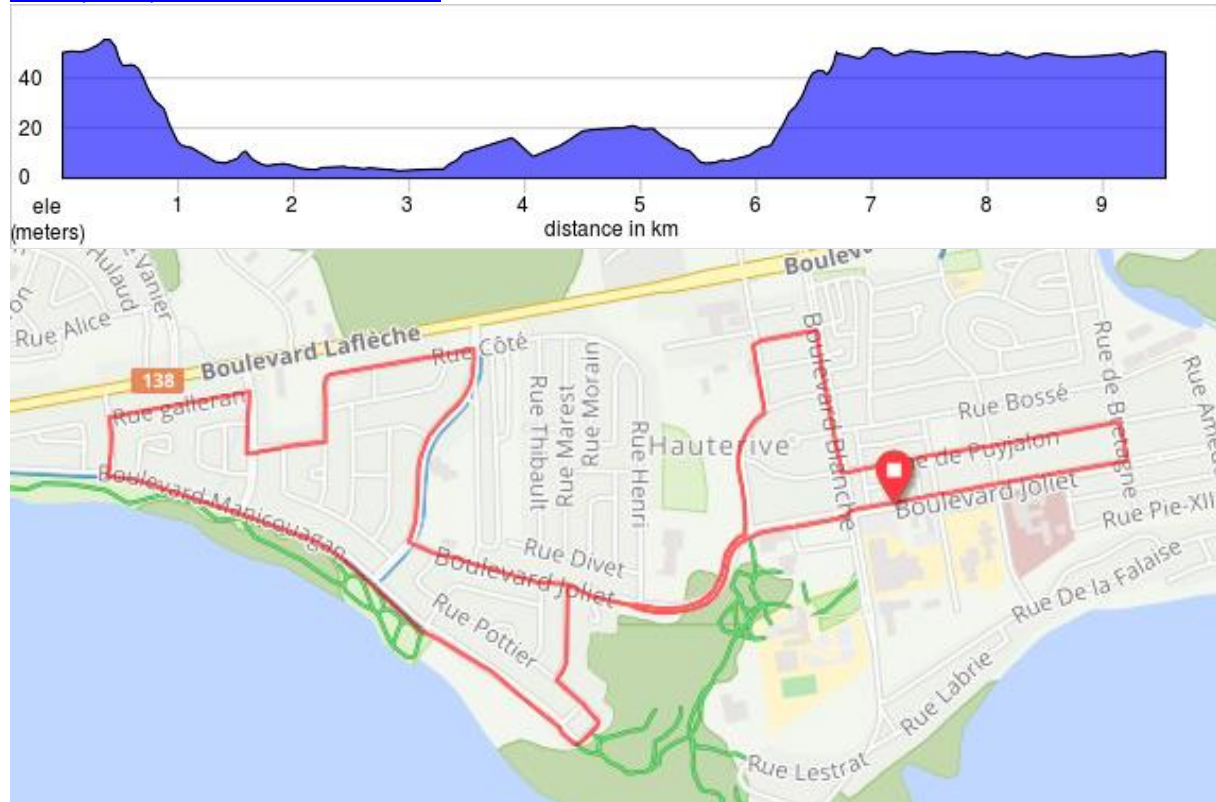 40
20
0
ele
(meters)
1 2 3 4 5 6 7 8 9
distance in km
Hulaud
Vanier
Rue Alice
Boulevard Laflèche
138
Rue Côté
Rue galleran
Rue Thibault
Rue Marest
Rue Morain
Rue Henri
Hauterive
Boulevard Blanche
Rue Bossé
Rue de Bretagne
de Puyjalon
Boulevard Joliet
Rue Pie-XII
Boulevard Manicouagan
Rue Divet
Boulevard Joliet
Rue Pottier
Rue De la Falaise
Rue Labrie
Rue Lestrat